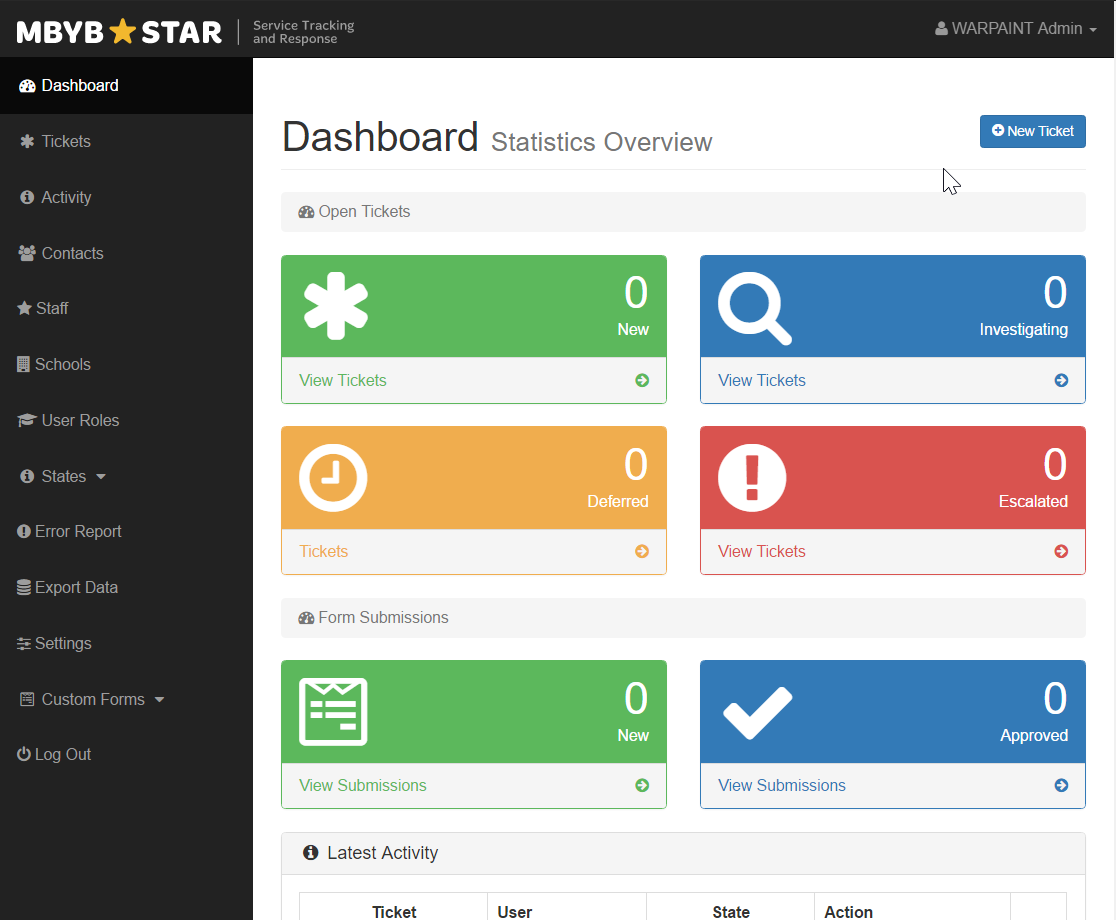 MBYB STAR
Service Tracking
and Response
WARPAINT Admin
Dashboard
Tickets
Activity
Contacts
Staff
Schools
User Roles
States
Error Report
Export Data
Settings
Custom Forms
Log Out
Dashboard Statistics Overview
New Ticket
Open Tickets
0
New
View Tickets
0
Investigating
View Tickets
0
Deferred
Tickets
0
Escalated
View Tickets
Form Submissions
0
New
View Submissions
0
Approved
View Submissions
Latest Activity
Ticket User State Action